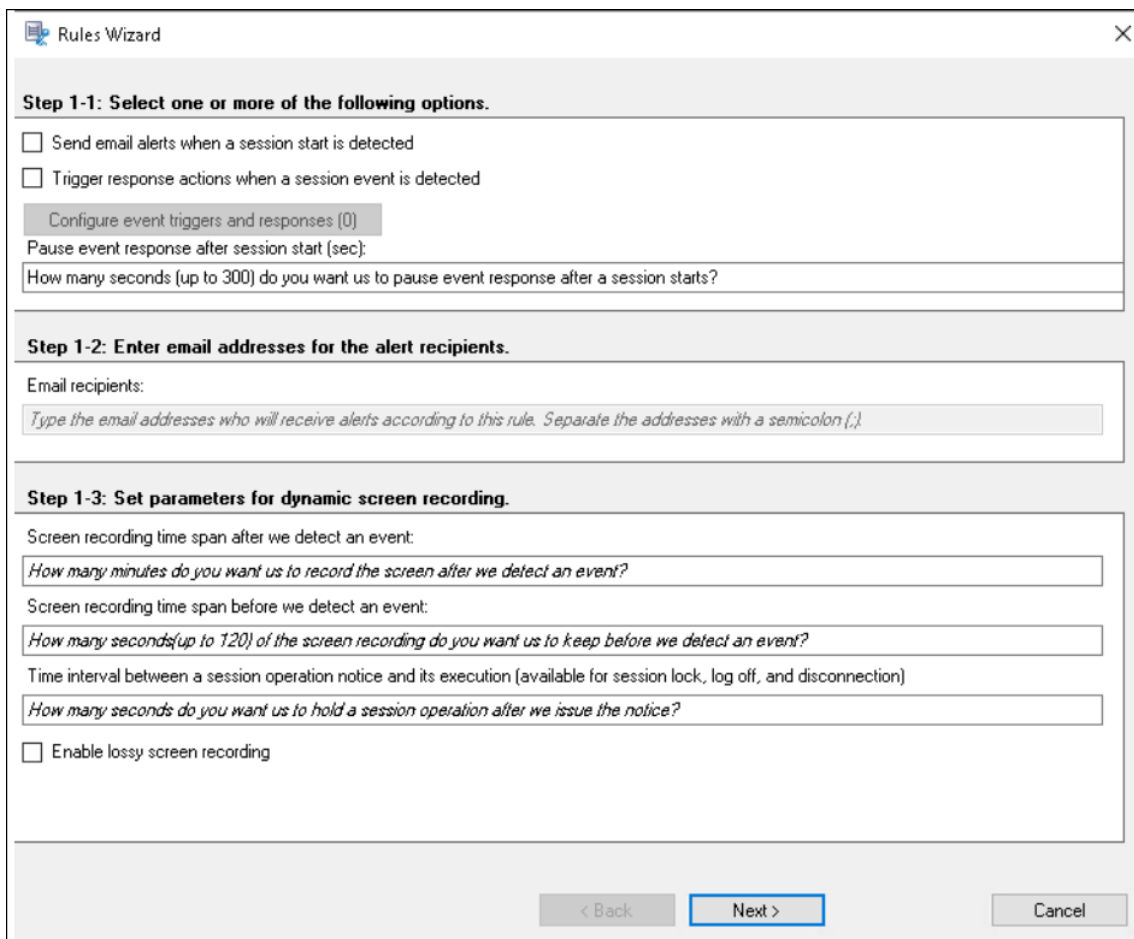 Rules Wizard
Step 1-1: Select one or more of the following options.
Send email alerts when a session start is detected
Trigger response actions when a session event is detected
Configure event triggers and responses (0)
Pause event response after session start (sec):
How many seconds (up to 300) do you want us to pause event response after a session starts?
Step 1-2: Enter email addresses for the alert recipients.
Email recipients:
Type the email addresses who will receive alerts according to this rule. Separate the addresses with a semicolon (;).
Step 1-3: Set parameters for dynamic screen recording.
Screen recording time span after we detect an event:
How many minutes do you want us to record the screen after we detect an event?
Screen recording time span before we detect an event:
How many seconds(up to 120) of the screen recording do you want us to keep before we detect an event?
Time interval between a session operation notice and its execution (available for session lock, log off, and disconnection)
How many seconds do you want us to hold a session operation after we issue the notice?
Enable lossy screen recording
< Back
Next >
Cancel